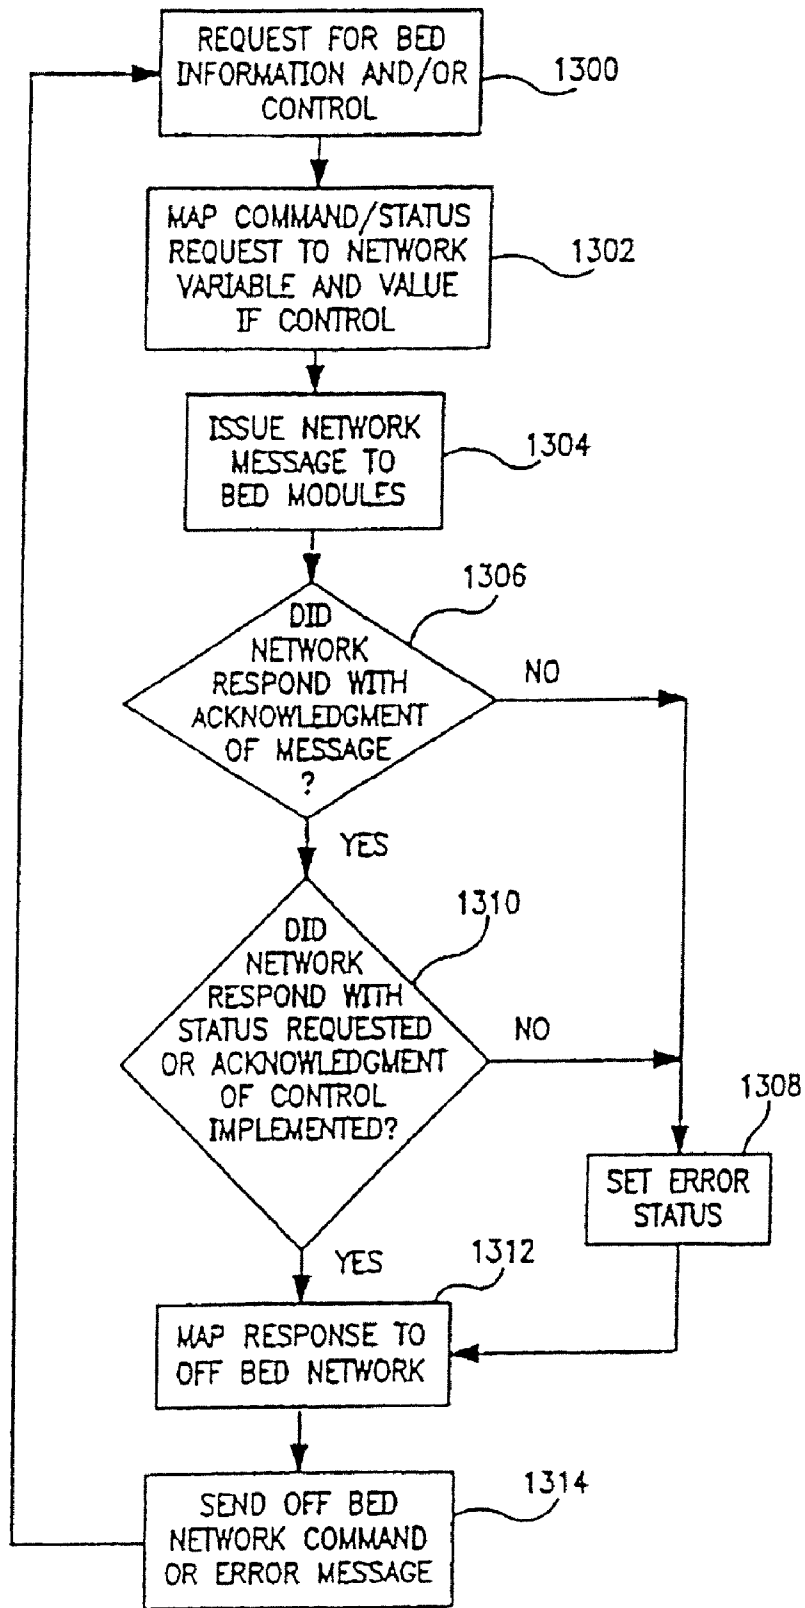 REQUEST FOR BED
INFORMATION AND/OR
CONTROL
1300
MAP COMMAND/STATUS
REQUEST TO NETWORK
VARIABLE AND VALUE
IF CONTROL
1302
ISSUE NETWORK
MESSAGE TO
BED MODULES
1304
1306
DID
NETWORK
RESPOND WITH
ACKNOWLEDGMENT
OF MESSAGE
?
NO
YES
1310
DID
NETWORK
RESPOND WITH
STATUS REQUESTED
OR ACKNOWLEDGMENT
OF CONTROL
IMPLEMENTED?
NO
1308
SET ERROR
STATUS
YES
1312
MAP RESPONSE TO
OFF BED NETWORK
1314
SEND OFF BED
NETWORK COMMAND
OR ERROR MESSAGE